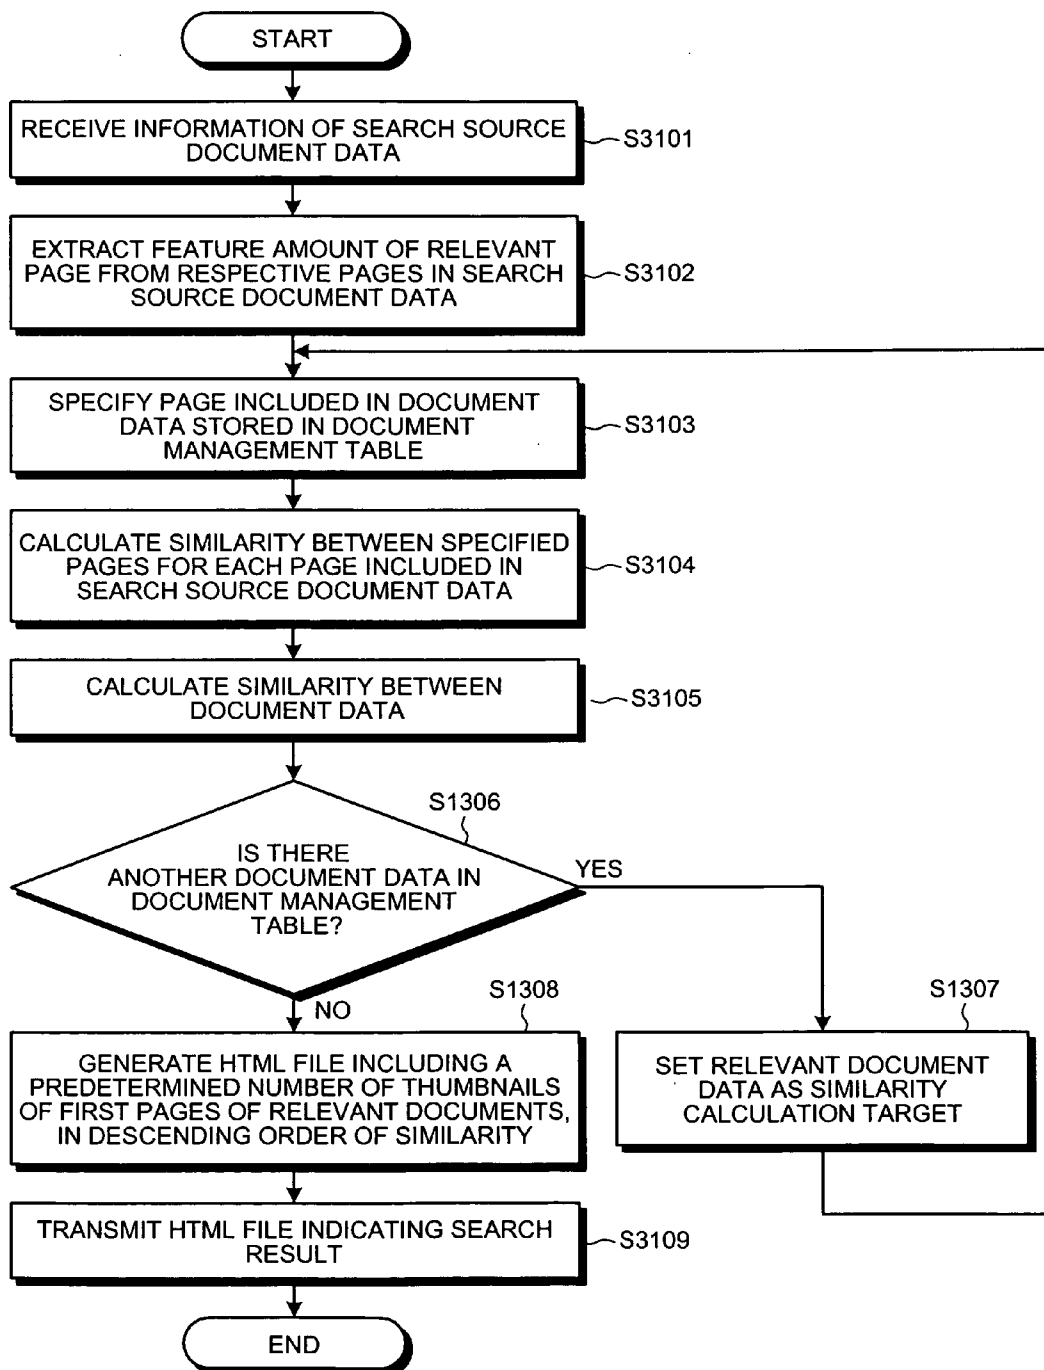 START
RECEIVE INFORMATION OF SEARCH SOURCE
DOCUMENT DATA
S3101
EXTRACT FEATURE AMOUNT OF RELEVANT
PAGE FROM RESPECTIVE PAGES IN SEARCH
SOURCE DOCUMENT DATA
S3102
SPECIFY PAGE INCLUDED IN DOCUMENT
DATA STORED IN DOCUMENT
MANAGEMENT TABLE
S3103
CALCULATE SIMILARITY BETWEEN SPECIFIED
PAGES FOR EACH PAGE INCLUDED IN
SEARCH SOURCE DOCUMENT DATA
S3104
CALCULATE SIMILARITY BETWEEN
DOCUMENT DATA
S3105
S1306
IS THERE
ANOTHER DOCUMENT DATA IN
DOCUMENT MANAGEMENT
TABLE?
YES
NO
S1308
GENERATE HTML FILE INCLUDING A
PREDETERMINED NUMBER OF THUMBNAILS
OF FIRST PAGES OF RELEVANT DOCUMENTS,
IN DESCENDING ORDER OF SIMILARITY
S1307
SET RELEVANT DOCUMENT
DATA AS SIMILARITY
CALCULATION TARGET
TRANSMIT HTML FILE INDICATING SEARCH
RESULT
S3109
END